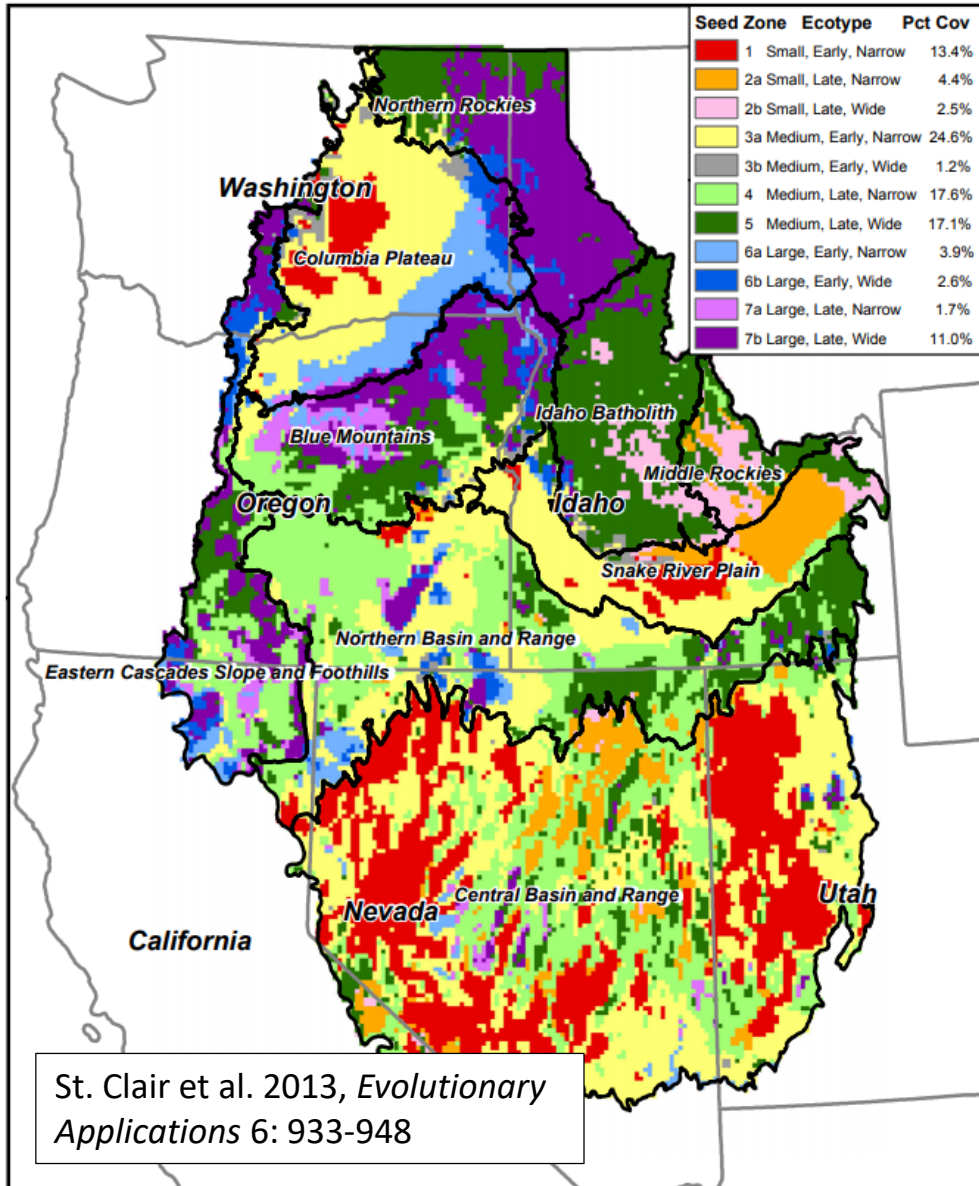 Seed Zone Ecotype Pct Cov
1 Small, Early, Narrow 13.4%
2a Small, Late, Narrow 4.4%
2b Small, Late, Wide 2.5%
3a Medium, Early, Narrow 24.6%
3b Medium, Early, Wide 1.2%
4 Medium, Late, Narrow 17.6%
5 Medium, Late, Wide 17.1%
6a Large, Early, Narrow 3.9%
6b Large, Early, Wide 2.6%
7a Large, Late, Narrow 1.7%
7b Large, Late, Wide 11.0%
Northern Rockies
Washington
Columbia Plateau
Blue Mountains
Idaho Batholith
Middle Rockies
Oregon
Idaho
Snake River Plain
Northern Basin and Range
Eastern Cascades Slope and Foothills
Central Basin and Range
Utah
Nevada
California
St. Clair et al. 2013, Evolutionary
Applications 6: 933-948